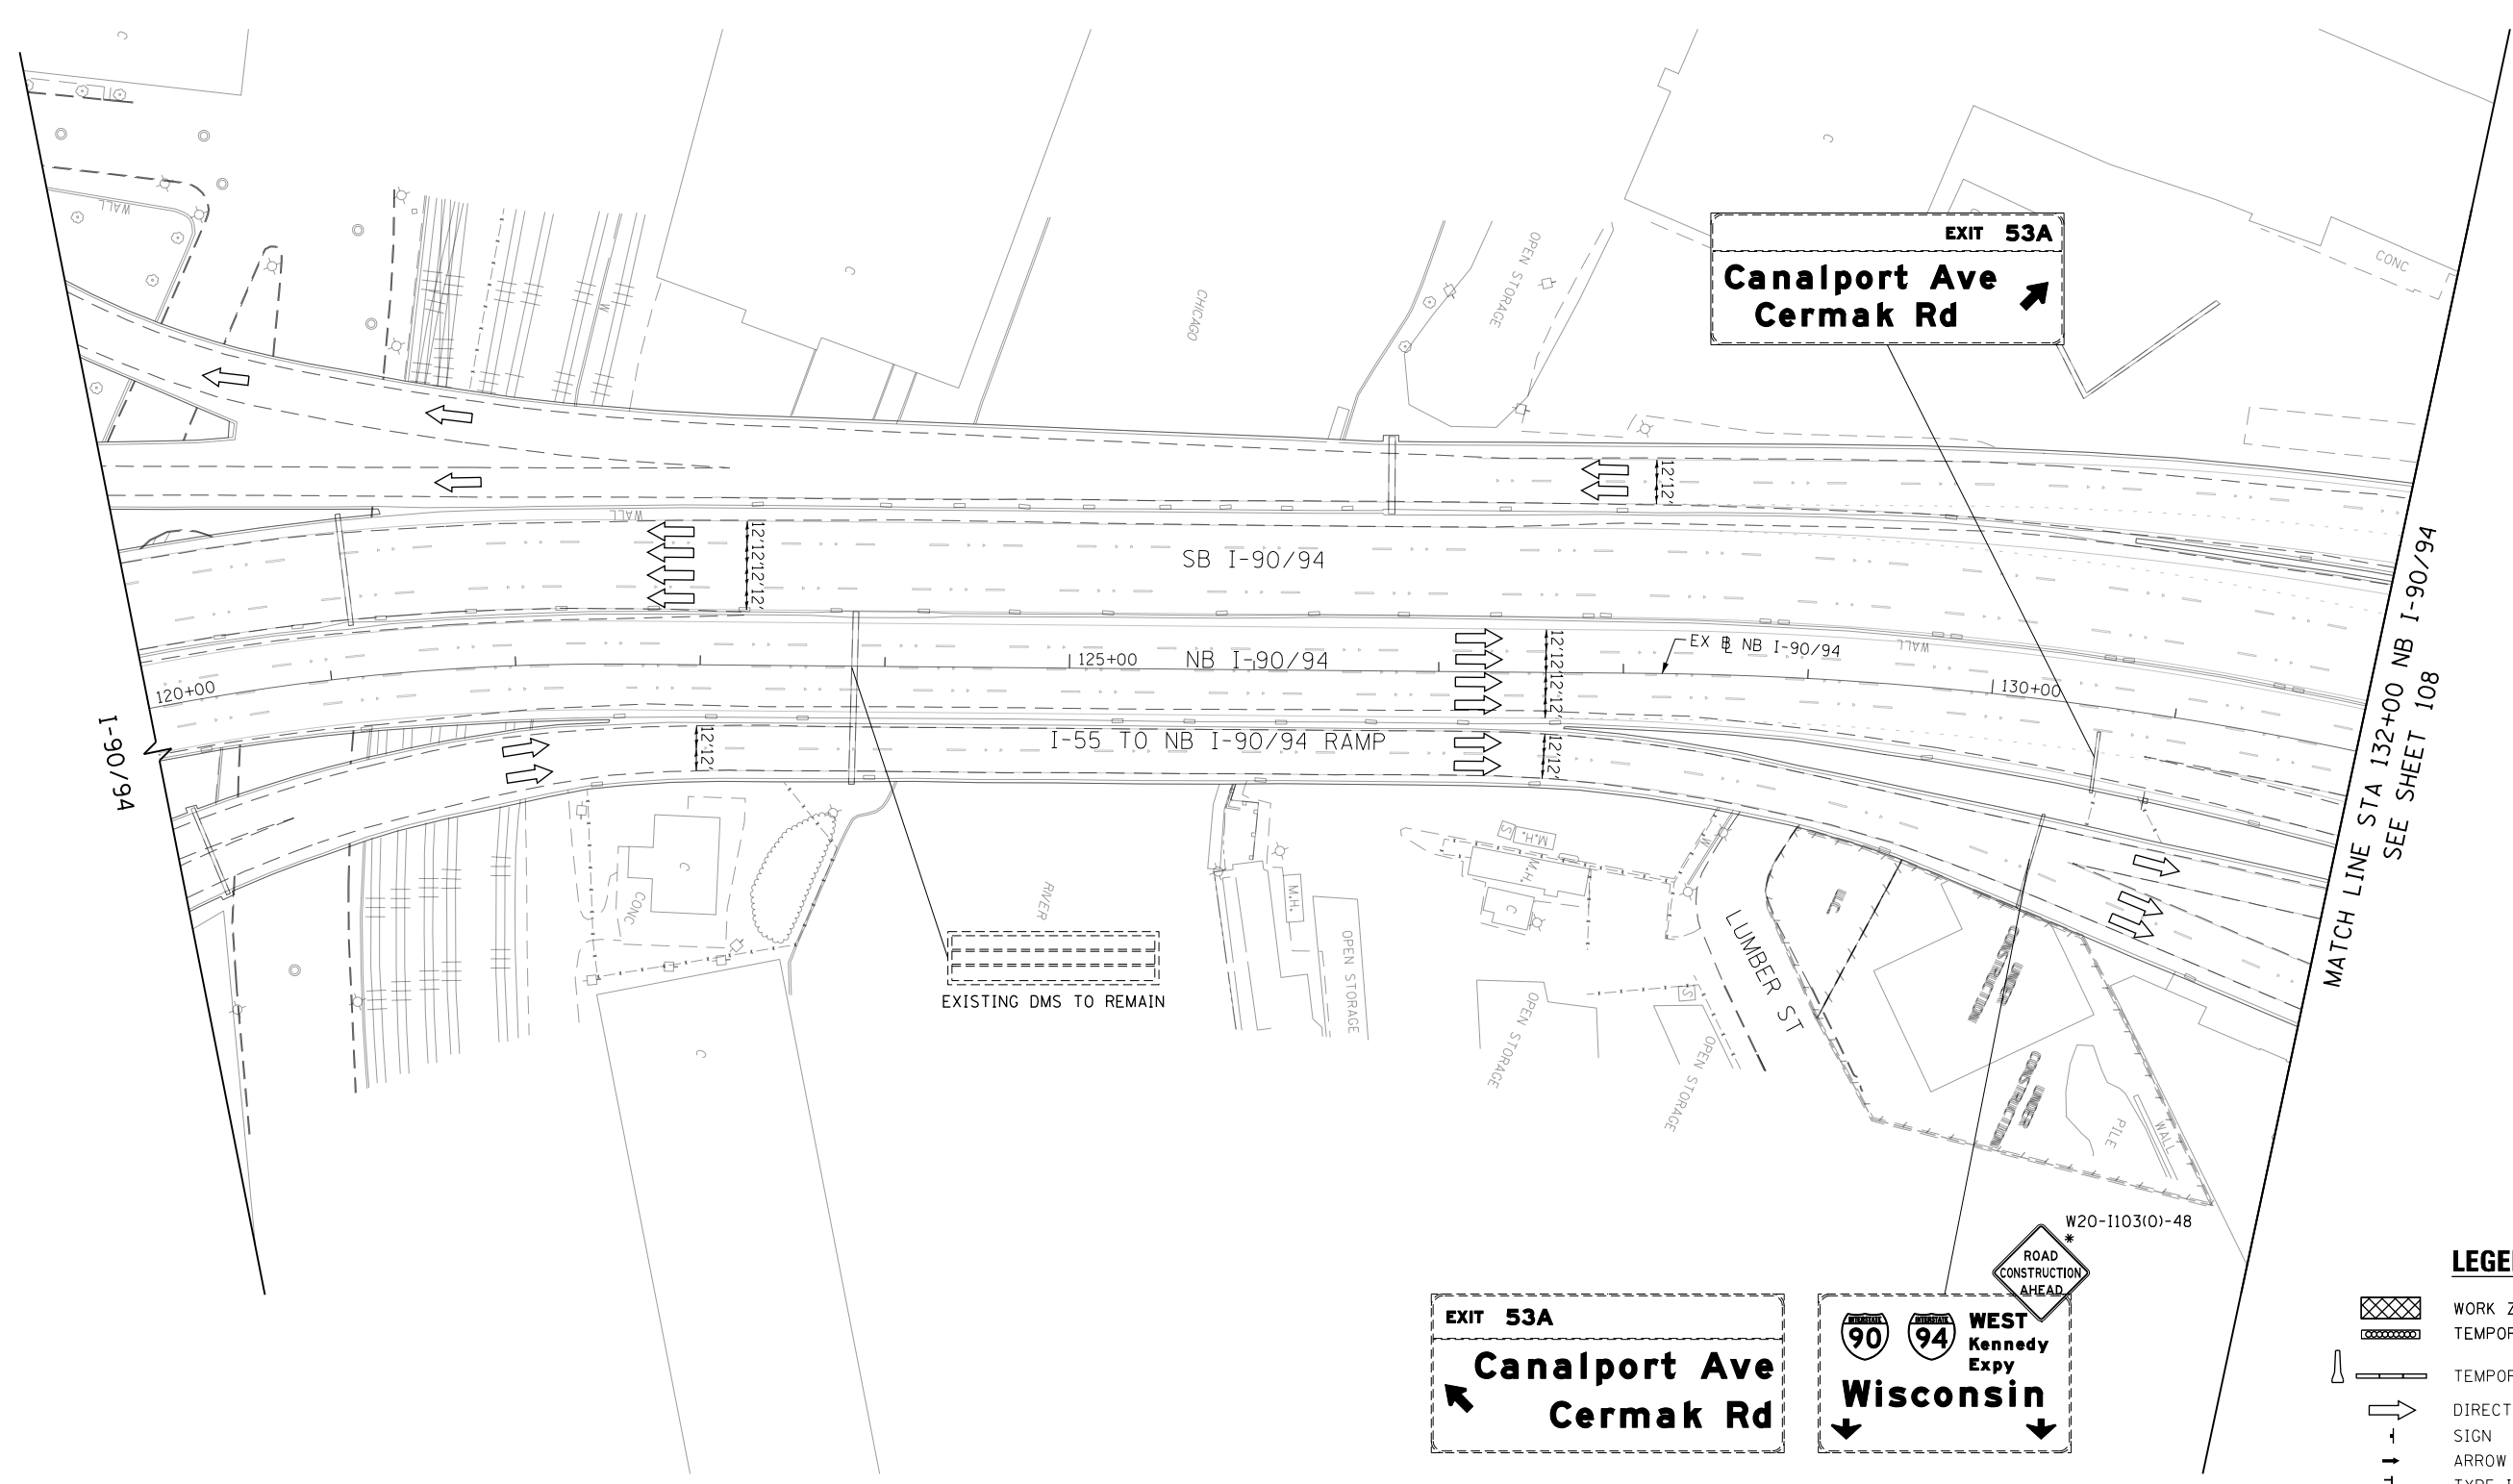 C
C
C
C
WALL
W
CHICAGO
OPEN STORAGE
EXIT 53A
Canalport Ave
Cermak Rd
CONC
12'12'
WALL
12'12'12'12'
SB I-90/94
12'12'12'12'
EX BL NB I-90/94
WALL
120+00
125+00
NB I-90/94
130+00
I-90/94
12'12'
I-55 TO NB I-90/94 RAMP
12'12'
MATCH LINE STA 132+00 NB I-90/94
SEE SHEET 108
C
CONC
RIVER
M.H.
OPEN STORAGE
S
M.H.
M.H.
C
W
LUMBER ST
S
OPEN STORAGE
OPEN STORAGE
EXISTING DMS TO REMAIN
C
PILE
WALL
W20-I103(O)-48
*
ROAD
CONSTRUCTION
AHEAD
EXIT 53A
Canalport Ave
Cermak Rd
INTERSTATE
90
INTERSTATE
94
WEST
Kennedy
Expy
Wisconsin
WORK
DIRECT
SIGN
ARROW